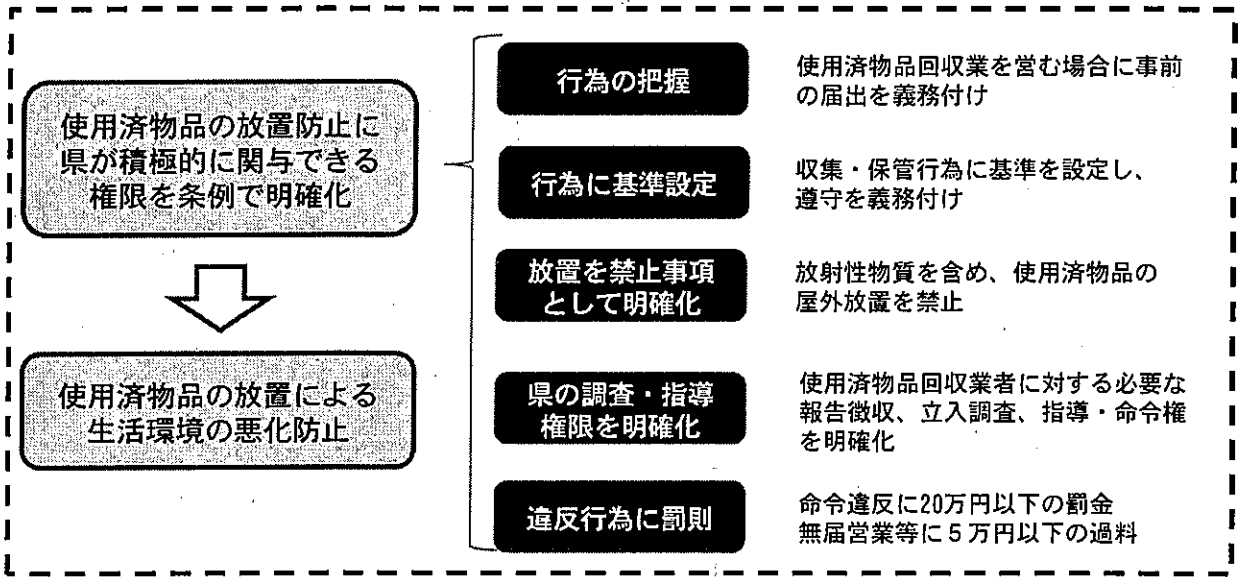 使用済物品の放置防止に
県が積極的に関与できる
権限を条例で明確化
使用済物品の放置による
生活環境の悪化防止
行為の把握
使用済物品回収業を営む場合に事前
の届出を義務付け
行為に基準設定
収集・保管行為に基準を設定し、
遵守を義務付け
放置を禁止事項
として明確化
放射性物質を含め、使用済物品の
屋外放置を禁止
県の調査・指導
権限を明確化
使用済物品回収業者に対する必要な
報告徴収、立入調査、指導・命令権
を明確化
違反行為に罰則
命令違反に20万円以下の罰金
無届営業等に５万円以下の過料